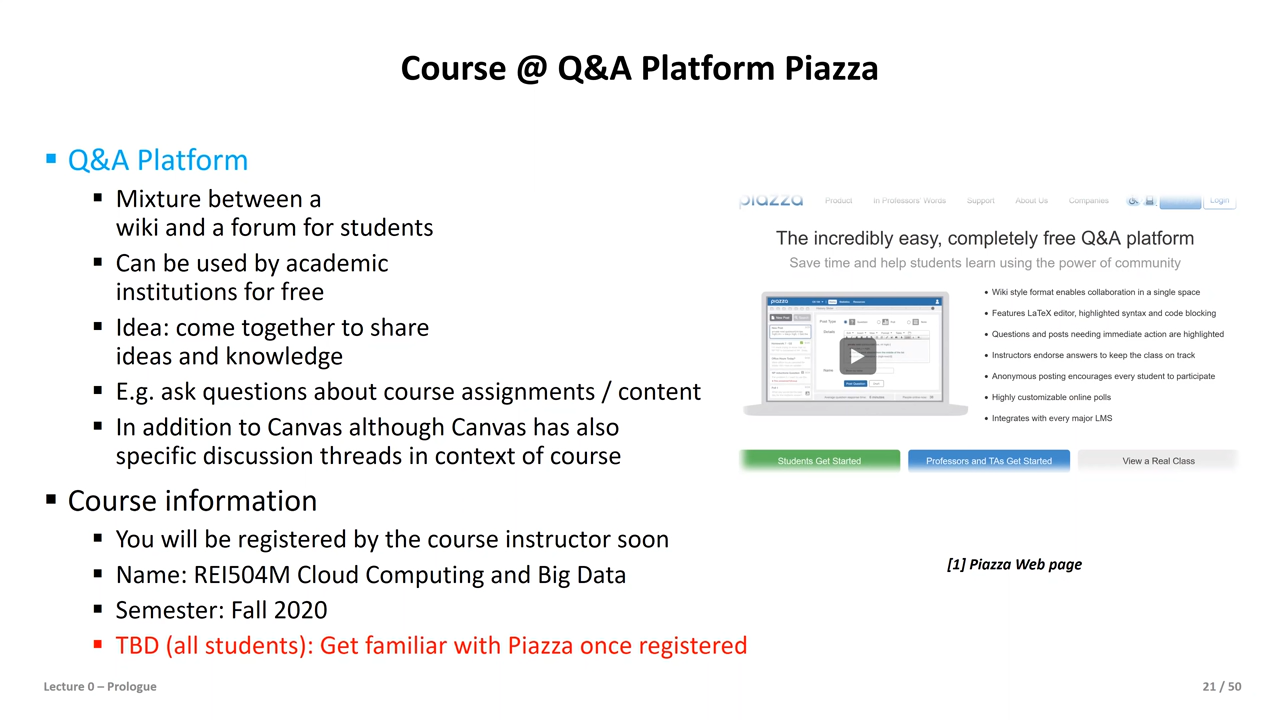 Course @ Q&A Platform Piazza
Q&A Platform
Mixture between a
wiki and a forum for students
Can be used by academic
institutions for free
Idea: come together to share
ideas and knowledge
E.g. ask questions about course assignments / content
In addition to Canvas although Canvas has also
specific discussion threads in context of course
Course information
You will be registered by the course instructor soon
Name: REI504M Cloud Computing and Big Data
Semester: Fall 2020
TBD (all students): Get familiar with Piazza once registered
piazza Product In Professors' Words Support About Us Companies Login
The incredibly easy, completely free Q&A platform
Save time and help students learn using the power of community
piazza
Wiki style format enables collaboration in a single space
Features LaTeX editor, highlighted syntax and code blocking
Questions and posts needing immediate action are highlighted
Instructors endorse answers to keep the class on track
Anonymous posting encourages every student to participate
Highly customizable online polls
Integrates with every major LMS
Students Get Started Professors and TAs Get Started View a Real Class
[1] Piazza Web page
Lecture 0 – Prologue
21 / 50